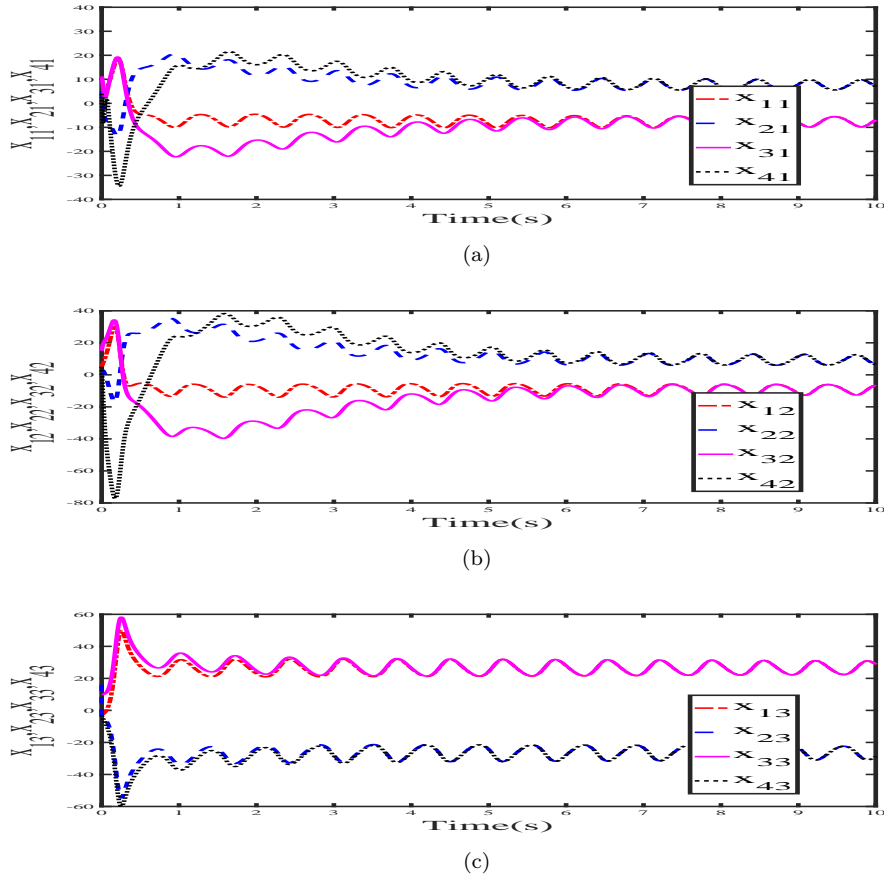 40
30
20
10
0
-10
20
30
-40
0 1 2 3 4 5 6 7 8 9 10
X11,X21,X31,X41
Time(s)
x11
x21
x31
x41
(a)
40
20
0
-20
-40
-60
-80
0 1 2 3 4 5 6 7 8 9 10
X12,X22,X32,X42
Time(s)
x12
x22
x32
x42
(b)
60
40
20
0
-20
-40
-60
0 1 2 3 4 5 6 7 8 9 10
X13,X23,X33,X43
Time(s)
x13
x23
x33
x43
(c)